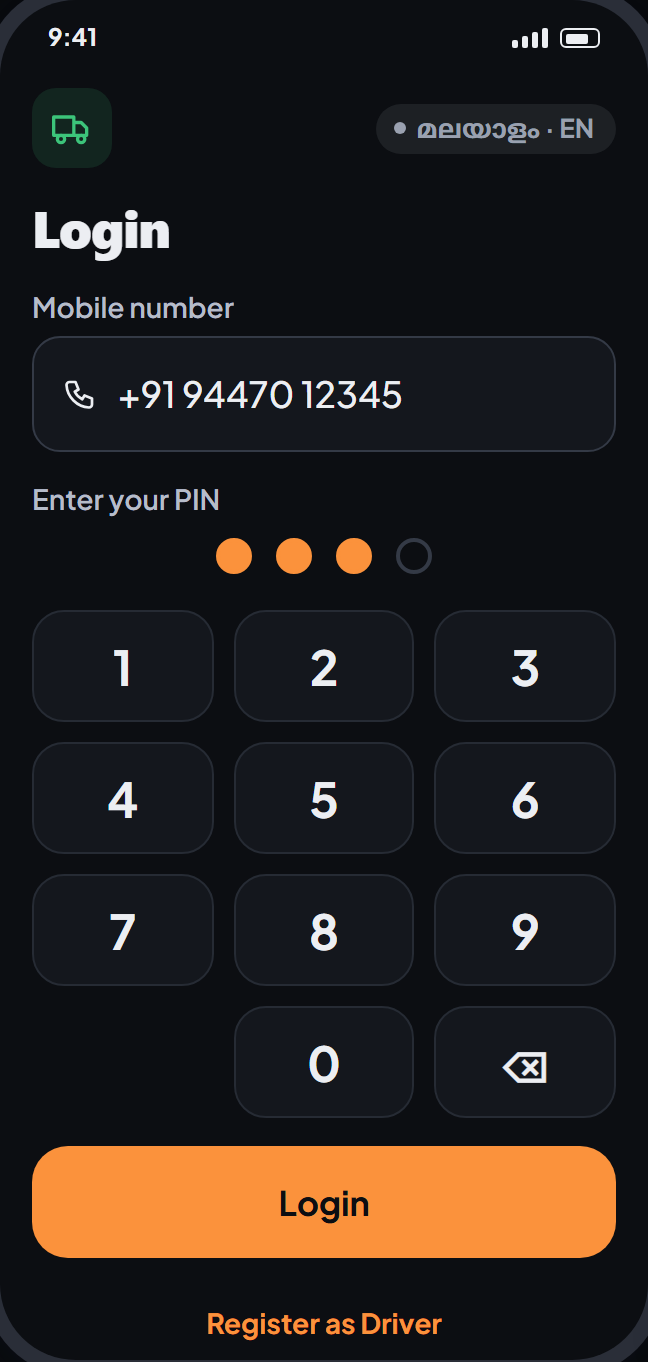 9:41
മലയാളം · EN
Login
Mobile number
+91 94470 12345
Enter your PIN
1 2 3
4 5 6
7 8 9
0
Login
Register as Driver